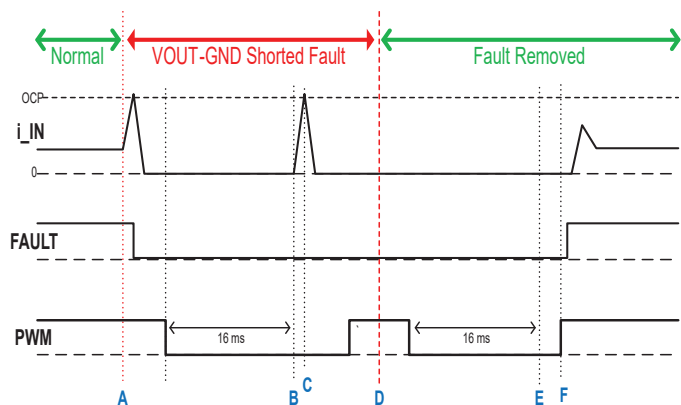 Normal
VOUT-GND Shorted Fault
Fault Removed
OCP
i_IN
0
FAULT
PWM
16 ms
16 ms
A
B
C
D
E
F